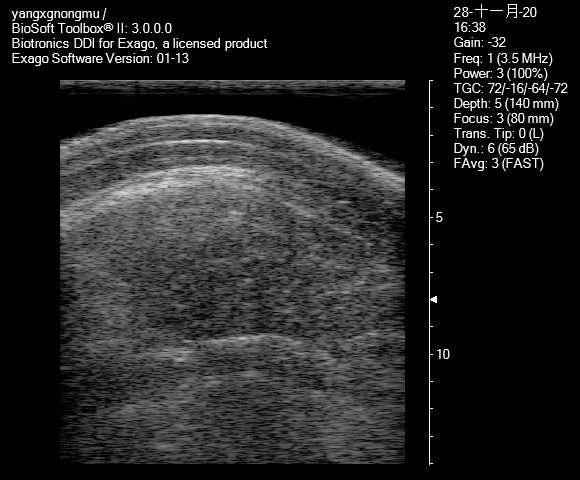 yangxgnongmu /
BioSoft Toolbox® II: 3.0.0.0
Biotronics DDI for Exago, a licensed product
Exago Software Version: 01-13
28-十一月-20
16:38
Gain: -32
Freq: 1 (3.5 MHz)
Power: 3 (100%)
TGC: 72/-16/-64/-72
Depth: 5 (140 mm)
Focus: 3 (80 mm)
Trans. Tip: 0 (L)
Dyn.: 6 (65 dB)
FAvg: 3 (FAST)
5
10